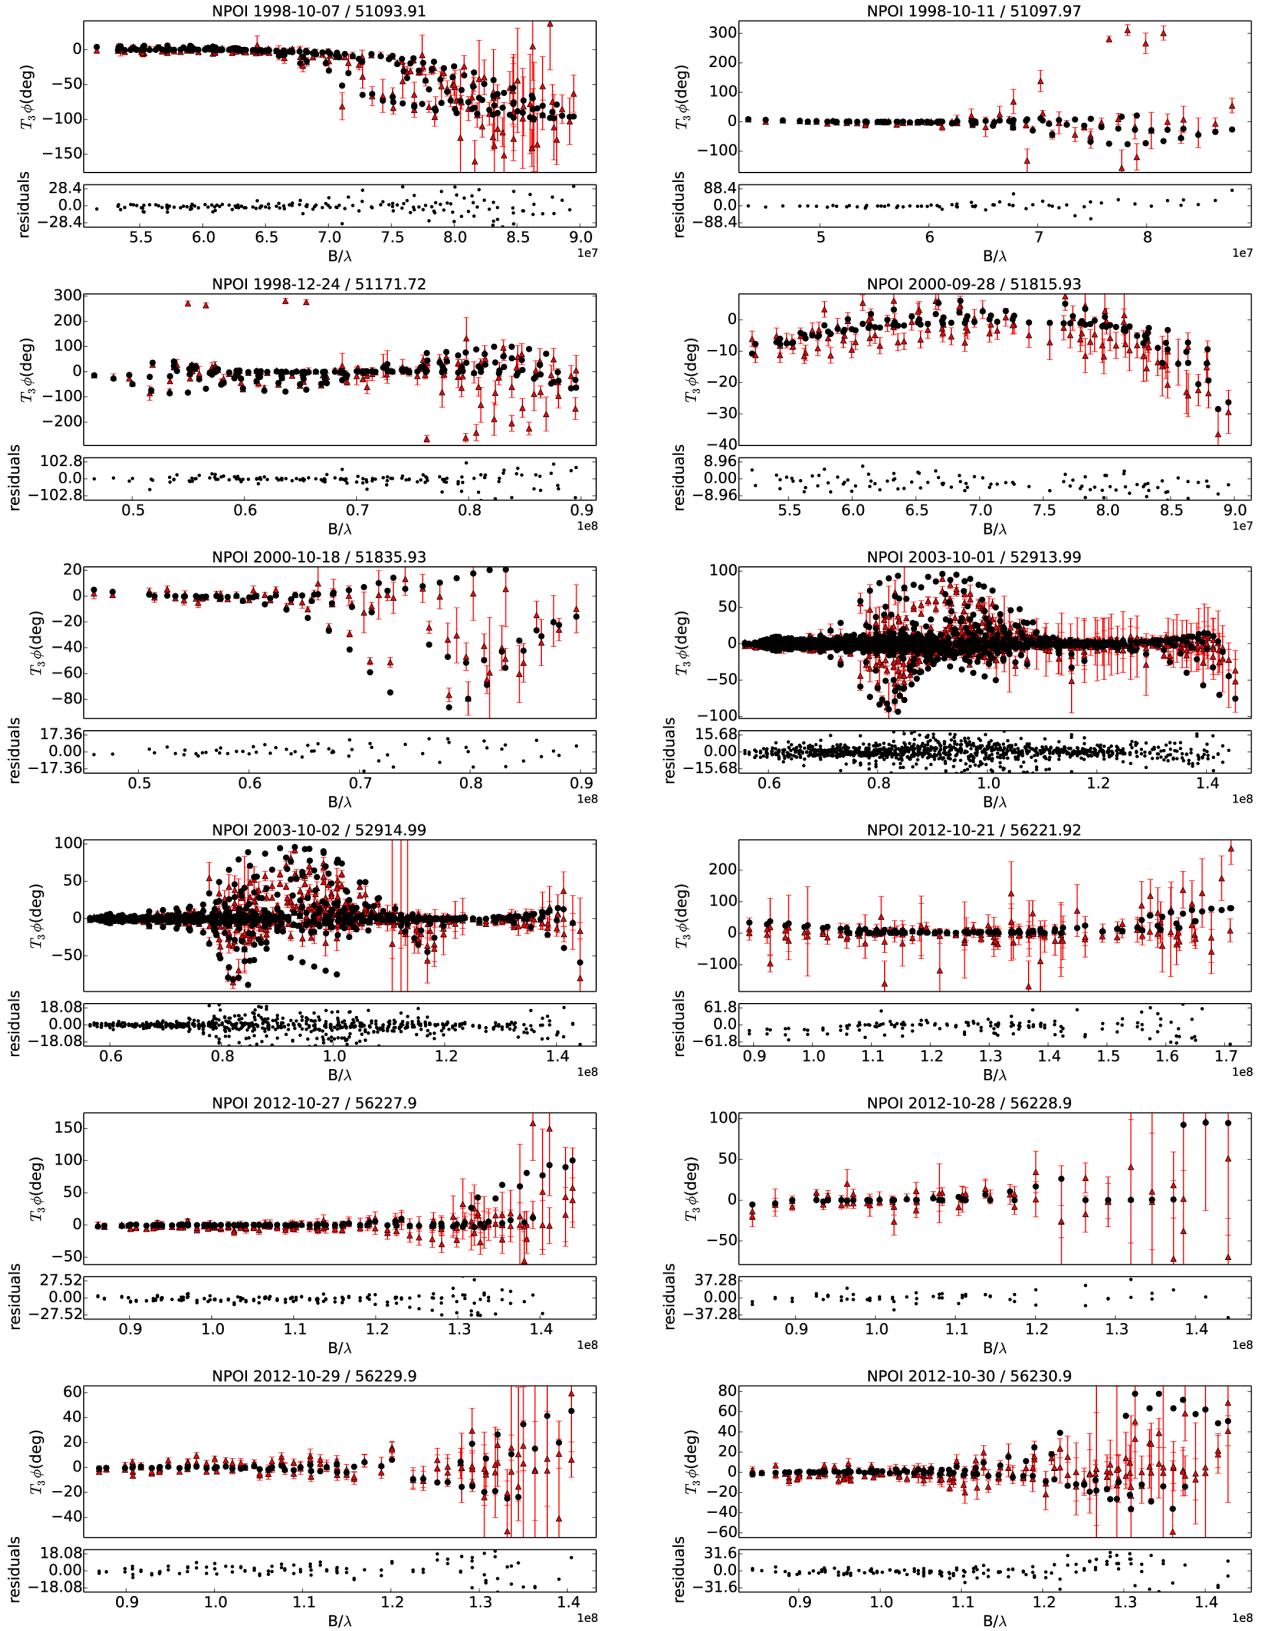 NPOI 1998-10-07 / 51093.91
T₃φ(deg)
0
−50
−100
−150
residuals
28.4
0.0
−28.4
5.5 6.0 6.5 7.0 7.5 8.0 8.5 9.0
1e7
B/λ
NPOI 1998-10-11 / 51097.97
T₃φ(deg)
300
200
100
0
−100
residuals
88.4
0.0
−88.4
5 6 7 8
1e7
B/λ
NPOI 1998-12-24 / 51171.72
T₃φ(deg)
300
200
100
0
−100
−200
residuals
102.8
0.0
−102.8
0.5 0.6 0.7 0.8 0.9
1e8
B/λ
NPOI 2000-09-28 / 51815.93
T₃φ(deg)
0
−10
−20
−30
−40
residuals
8.96
0.00
−8.96
5.5 6.0 6.5 7.0 7.5 8.0 8.5 9.0
1e7
B/λ
NPOI 2000-10-18 / 51835.93
T₃φ(deg)
20
0
−20
−40
−60
−80
residuals
17.36
0.00
−17.36
0.5 0.6 0.7 0.8 0.9
1e8
B/λ
NPOI 2003-10-01 / 52913.99
T₃φ(deg)
100
50
0
−50
−100
residuals
15.68
0.00
−15.68
0.6 0.8 1.0 1.2 1.4
1e8
B/λ
NPOI 2003-10-02 / 52914.99
T₃φ(deg)
100
50
0
−50
residuals
18.08
0.00
−18.08
0.6 0.8 1.0 1.2 1.4
1e8
B/λ
NPOI 2012-10-21 / 56221.92
T₃φ(deg)
200
100
0
−100
residuals
61.8
0.0
−61.8
0.9 1.0 1.1 1.2 1.3 1.4 1.5 1.6 1.7
1e8
B/λ
NPOI 2012-10-27 / 56227.9
T₃φ(deg)
150
100
50
0
−50
residuals
27.52
0.00
−27.52
0.9 1.0 1.1 1.2 1.3 1.4
1e8
B/λ
NPOI 2012-10-28 / 56228.9
T₃φ(deg)
100
50
0
−50
residuals
37.28
0.00
−37.28
0.9 1.0 1.1 1.2 1.3 1.4
1e8
B/λ
NPOI 2012-10-29 / 56229.9
T₃φ(deg)
60
40
20
0
−20
−40
residuals
18.08
0.00
−18.08
0.9 1.0 1.1 1.2 1.3 1.4
1e8
B/λ
NPOI 2012-10-30 / 56230.9
T₃φ(deg)
80
60
40
20
0
−20
−40
−60
residuals
31.6
0.0
−31.6
0.9 1.0 1.1 1.2 1.3 1.4
1e8
B/λ